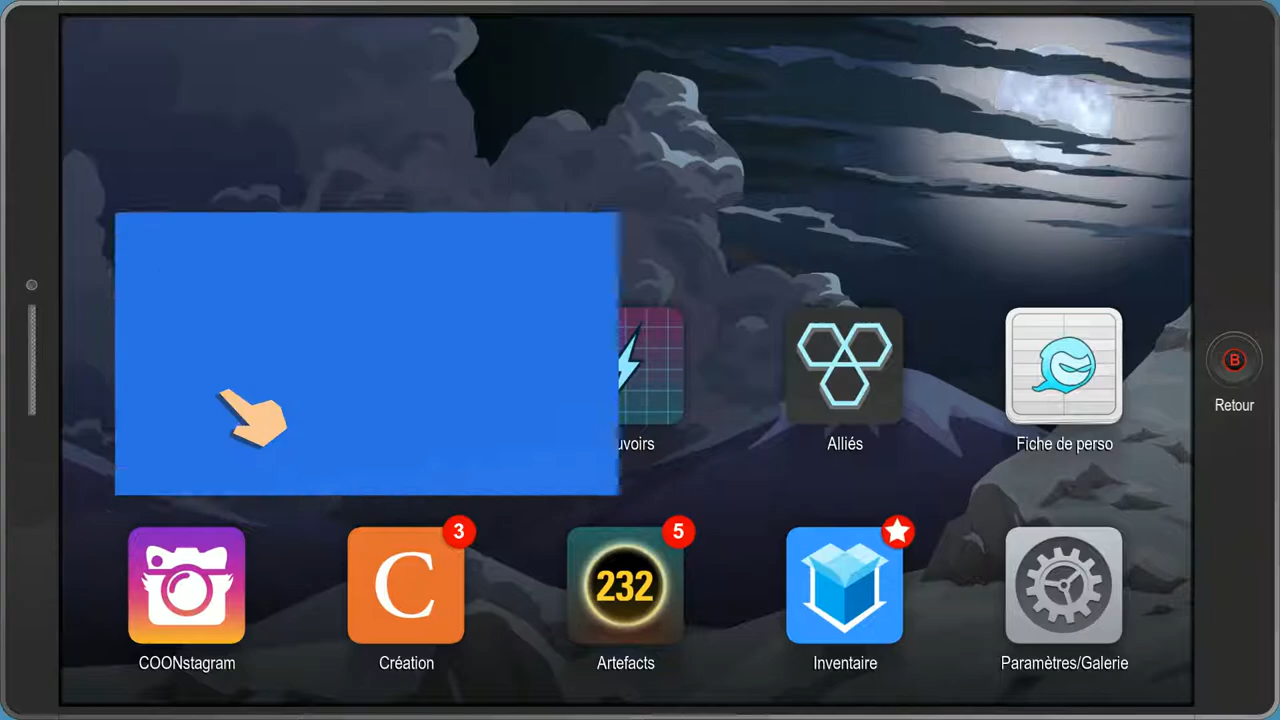 uvoirs
Alliés
Fiche de perso
B
Retour
3
5
C
232
COONstagram
Création
Artefacts
Inventaire
Paramètres/Galerie